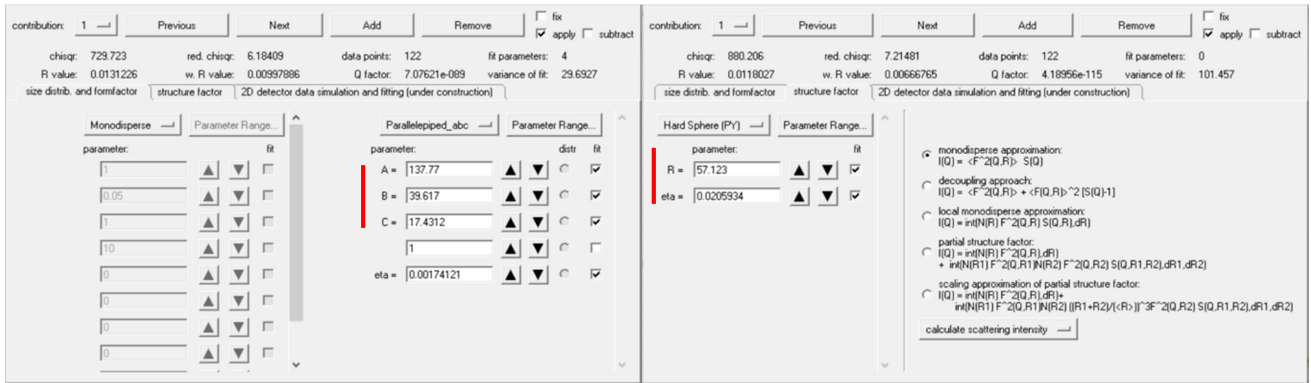 contribution: 1 Previous Next Add Remove fix apply subtract
chisqr: 729.723 red. chisqr: 6.18409 data points: 122 fit parameters: 4
R value: 0.0131226 w. R value: 0.00997886 Q factor: 7.07621e-089 variance of fit: 29.6927
size distrib. and formfactor structure factor 2D detector data simulation and fitting (under construction)
Monodisperse Parameter Range...
parameter: fit
1
0.05
1
10
0
0
0
0
Parallelepiped_abc Parameter Range...
parameter: distr fit
A = 137.77
B = 39.617
C = 17.4312
1
eta = 0.00174121
contribution: 1 Previous Next Add Remove fix apply subtract
chisqr: 880.206 red. chisqr: 7.21481 data points: 122 fit parameters: 0
R value: 0.0118027 w. R value: 0.00666765 Q factor: 4.18956e-115 variance of fit: 101.457
size distrib. and formfactor structure factor 2D detector data simulation and fitting (under construction)
Hard Sphere (PY) Parameter Range...
parameter: fit
R = 57.123
eta = 0.0205934
monodisperse approximation:
I(Q) = <F^2(Q,R)> S(Q)
decoupling approach:
I(Q) = <F^2(Q,R)> + <F(Q,R)>^2 [S(Q)-1]
local monodisperse approximation:
I(Q) = int(N(R) F^2(Q,R) S(Q,R),dR)
partial structure factor:
I(Q) = int(N(R) F^2(Q,R),dR)
+ int(N(R1) F^2(Q,R1)N(R2) F^2(Q,R2) S(Q,R1,R2),dR1,dR2)
scaling approximation of partial structure factor:
I(Q) = int(N(R) F^2(Q,R),dR)+
int(N(R1) F^2(Q,R1)N(R2) ((R1+R2)/(<R>))^3F^2(Q,R2) S(Q,R1,R2),dR1,dR2)
calculate scattering intensity